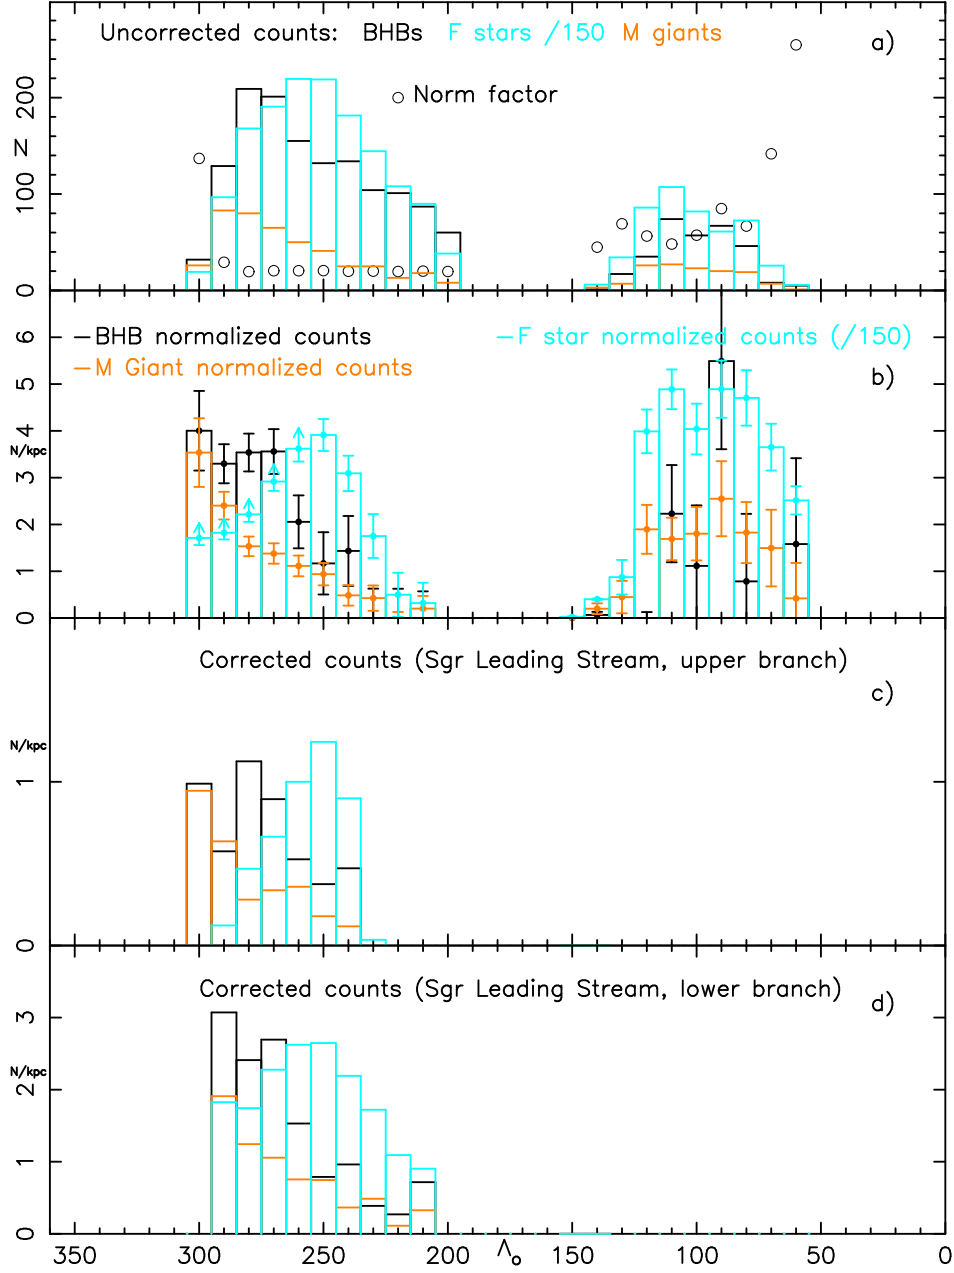 Uncorrected counts: BHBs F stars /150 M giants
a)
Norm factor
200
N
100
0
BHB normalized counts
F star normalized counts (/150)
M Giant normalized counts
b)
6
5
4
N/kpc
3
2
1
0
Corrected counts (Sgr Leading Stream, upper branch)
c)
N/kpc
1
0
Corrected counts (Sgr Leading Stream, lower branch)
d)
3
N/kpc
2
1
0
350 300 250 200 Λo 150 100 50 0